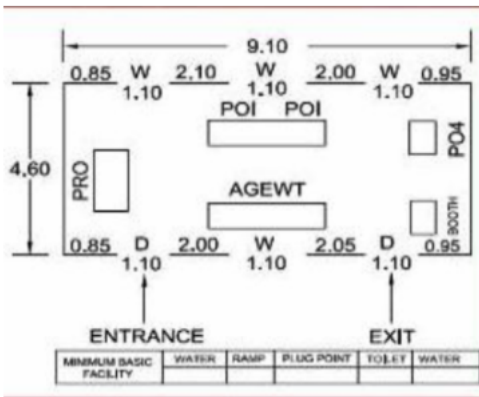 9.10
0.85 W 2.10 W 2.00 W 0.95
1.10 1.10 1.10
POI POI
4.60
PRO
PO4
AGEWT
BOOTH
0.85 D 2.00 W 2.05 D 0.95
1.10 1.10 1.10
ENTRANCE EXIT
MINIMUM BASIC FACILITY WATER RAMP PLUG POINT TOILET WATER